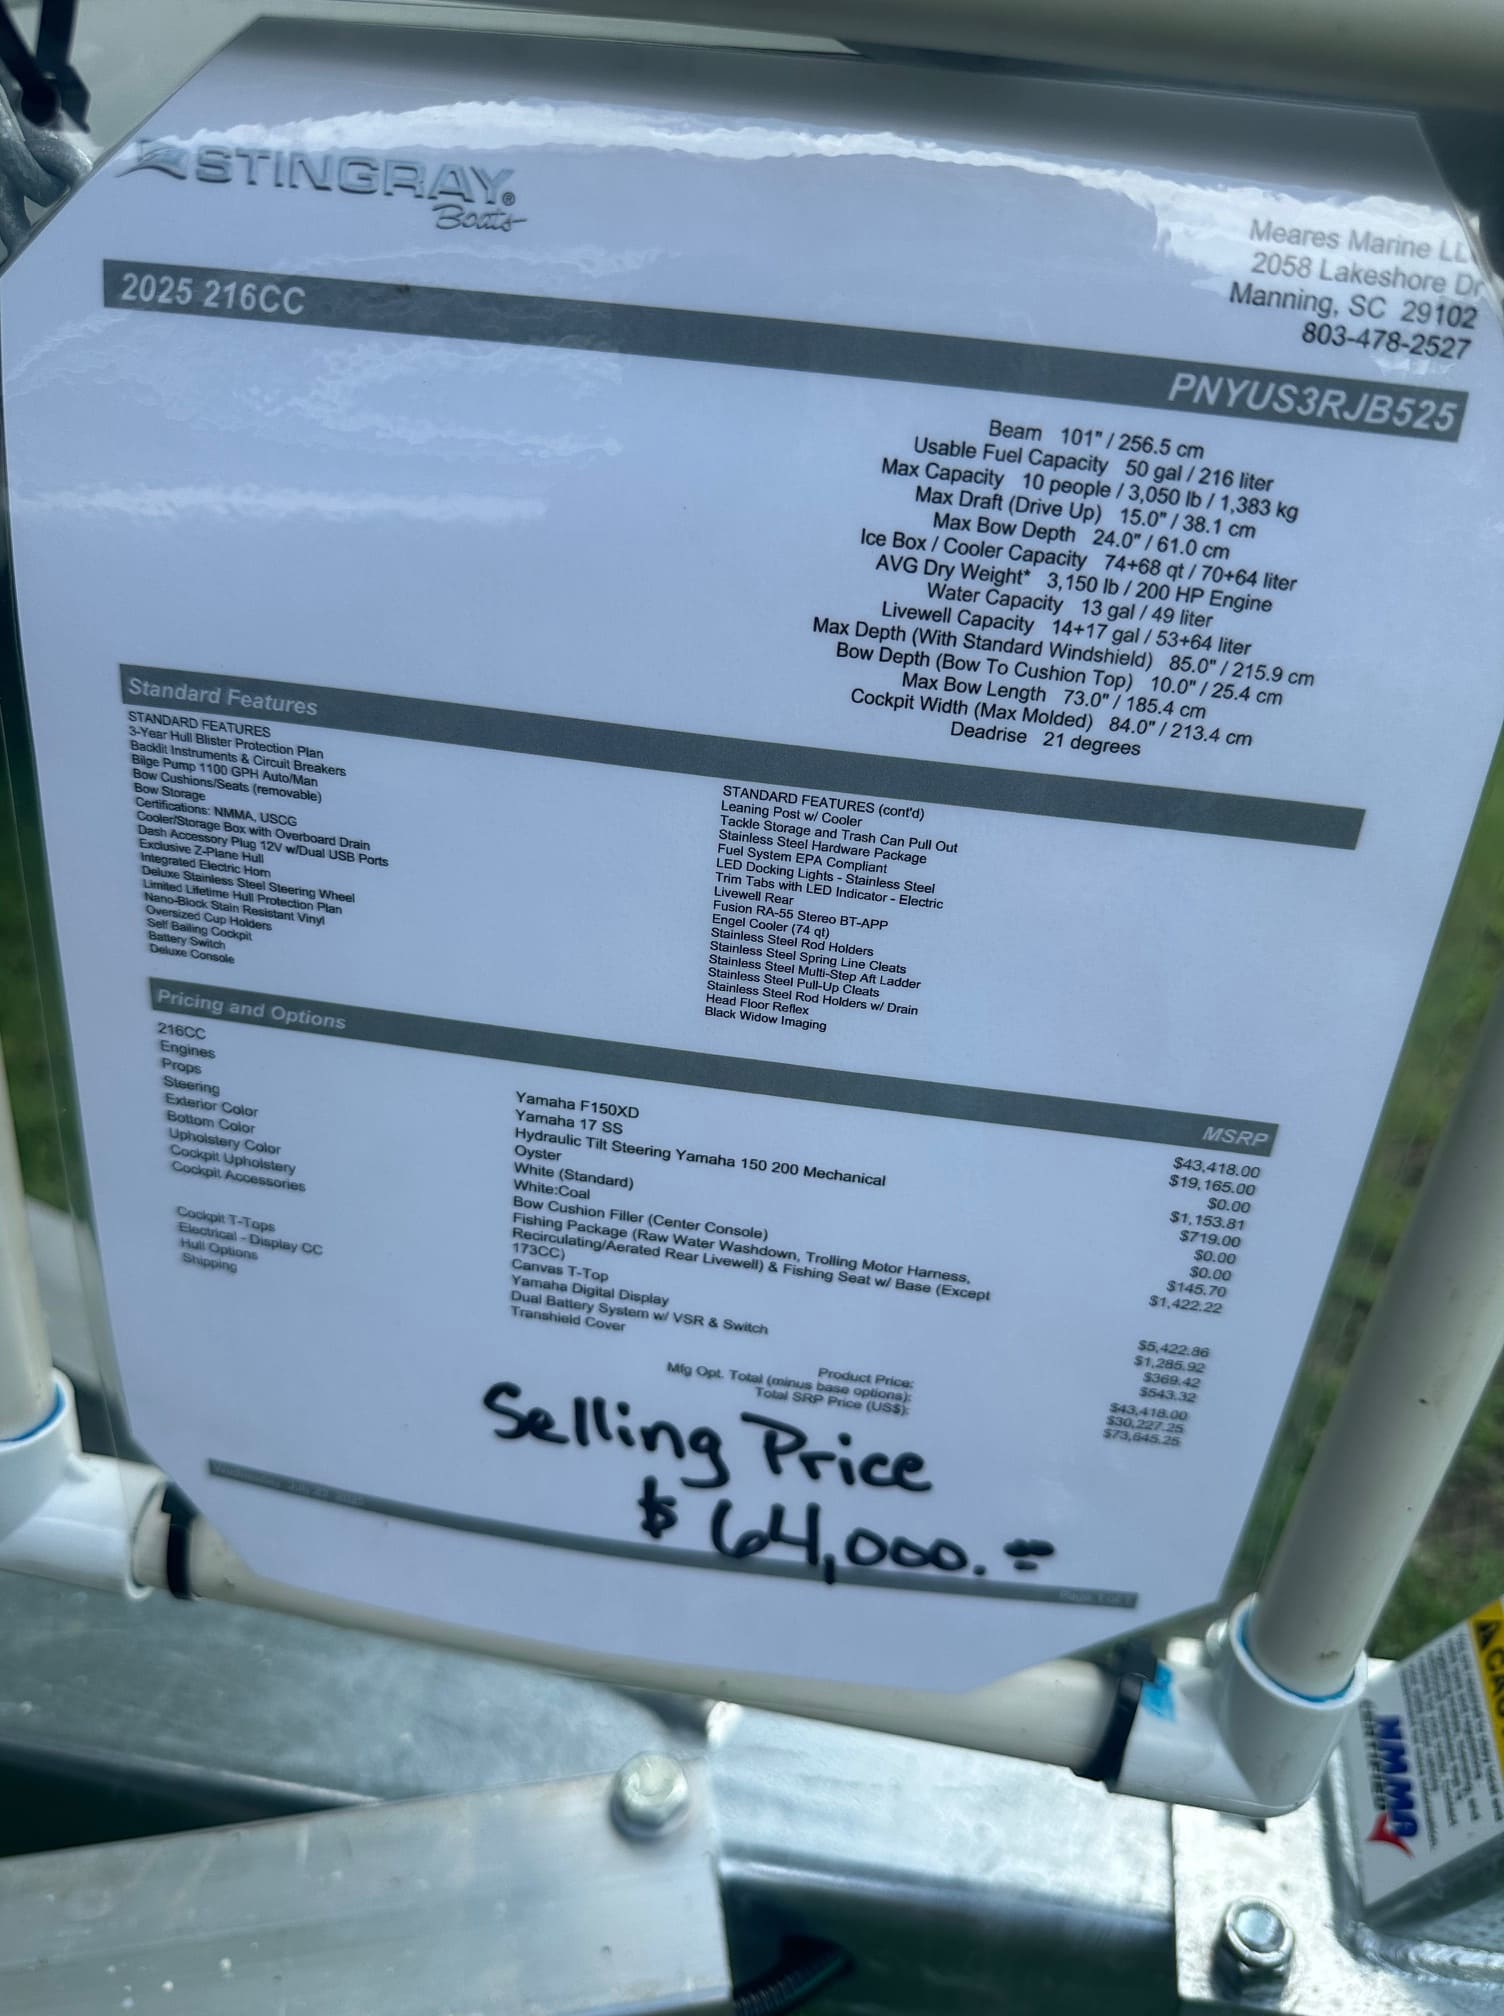 STINGRAY®
Boats
Meares Marine
2058 Lakeshore Dr
Manning, SC 29102
803-478-2527
2025 216CC
PNYUS3RJB525
Beam 101" / 256.5 cm
Usable Fuel Capacity 50 gal / 216 liter
Max Capacity 10 people / 3,050 lb / 1,383 kg
Max Draft (Drive Up) 15.0" / 38.1 cm
Max Bow Depth 24.0" / 61.0 cm
Ice Box / Cooler Capacity 74+68 qt / 70+64 liter
AVG Dry Weight* 3,150 lb / 200 HP Engine
Water Capacity 13 gal / 49 liter
Livewell Capacity 14+17 gal / 53+64 liter
Max Depth (With Standard Windshield) 85.0" / 215.9 cm
Bow Depth (Bow To Cushion Top) 10.0" / 25.4 cm
Max Bow Length 73.0" / 185.4 cm
Cockpit Width (Max Molded) 84.0" / 213.4 cm
Deadrise 21 degrees
Standard Features
STANDARD FEATURES
3-Year Hull Blister Protection Plan
Backlit Instruments & Circuit Breakers
Bilge Pump 1100 GPH Auto/Man
Bow Cushions/Seats (removable)
Bow Storage
Certifications: NMMA, USCG
Cooler/Storage Box with Overboard Drain
Dash Accessory Plug 12V w/Dual USB Ports
Exclusive Z-Plane Hull
Integrated Electric Horn
Deluxe Stainless Steel Steering Wheel
Limited Lifetime Hull Protection Plan
Nano-Block Stain Resistant Vinyl
Oversized Cup Holders
Self Bailing Cockpit
Battery Switch
Deluxe Console
STANDARD FEATURES (cont'd)
Leaning Post w/ Cooler
Tackle Storage and Trash Can Pull Out
Stainless Steel Hardware Package
Fuel System EPA Compliant
LED Docking Lights - Stainless Steel
Trim Tabs with LED Indicator - Electric
Livewell Rear
Fusion RA-55 Stereo BT-APP
Engel Cooler (74 qt)
Stainless Steel Rod Holders
Stainless Steel Spring Line Cleats
Stainless Steel Multi-Step Aft Ladder
Stainless Steel Pull-Up Cleats
Stainless Steel Rod Holders w/ Drain
Head Floor Reflex
Black Widow Imaging
Pricing and Options MSRP
216CC $43,418.00
Engines Yamaha F150XD $19,165.00
Props Yamaha 17 SS $0.00
Steering Hydraulic Tilt Steering Yamaha 150 200 Mechanical $1,153.81
Exterior Color Oyster $719.00
Bottom Color White (Standard) $0.00
Upholstery Color White:Coal $0.00
Cockpit Upholstery Bow Cushion Filler (Center Console) $145.70
Cockpit Accessories Fishing Package (Raw Water Washdown, Trolling Motor Harness, $1,422.22
Recirculating/Aerated Rear Livewell) & Fishing Seat w/ Base (Except
173CC)
Cockpit T-Tops Canvas T-Top $5,422.86
Electrical - Display CC Yamaha Digital Display $1,285.92
Hull Options Dual Battery System w/ VSR & Switch $369.42
Shipping Transhield Cover $543.32
Product Price: $43,418.00
Mfg Opt. Total (minus base options): $30,227.25
Total SRP Price (US$): $73,645.25
Selling Price
$ 64,000.=
NMMA
CERTIFIED